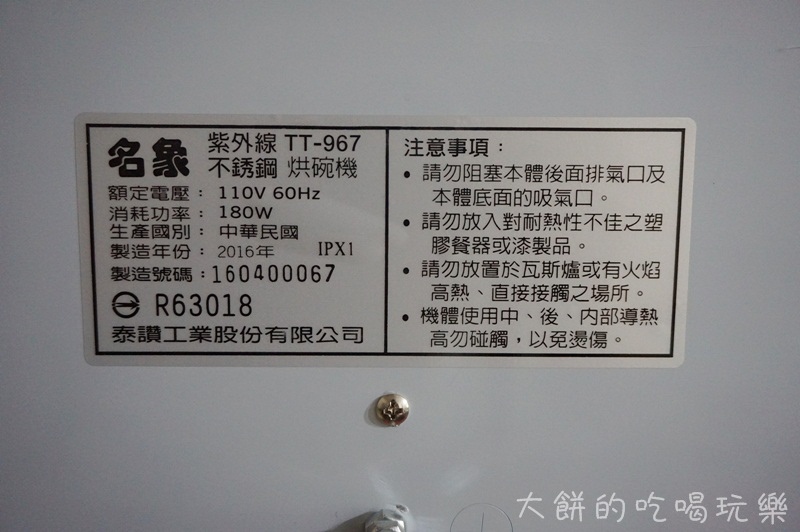 名象 紫外線 TT-967
不銹鋼 烘碗機
額定電壓：110V 60Hz
消耗功率：180W
生產國別：中華民國
製造年份：2016年 IPX1
製造號碼：160400067
R63018
泰讚工業股份有限公司
注意事項：
• 請勿阻塞本體後面排氣口及
本體底面的吸氣口。
• 請勿放入對耐熱性不佳之塑
膠餐器或漆製品。
• 請勿放置於瓦斯爐或有火焰
高熱、直接接觸之場所。
• 機體使用中、後、內部導熱
高勿碰觸，以免燙傷。
大餅的吃喝玩樂